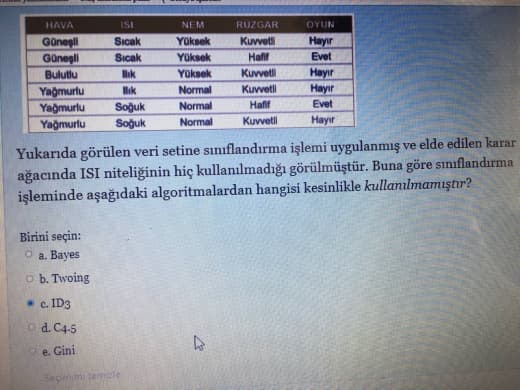 HAVA ISI NEM RÜZGAR OYUN
Güneşli Sıcak Yüksek Kuvvetli Hayır
Güneşli Sıcak Yüksek Hafif Evet
Bulutlu Ilık Yüksek Kuvvetli Hayır
Yağmurlu Ilık Normal Kuvvetli Hayır
Yağmurlu Soğuk Normal Hafif Evet
Yağmurlu Soğuk Normal Kuvvetli Hayır
Yukarıda görülen veri setine sınıflandırma işlemi uygulanmış ve elde edilen karar
ağacında ISI niteliğinin hiç kullanılmadığı görülmüştür. Buna göre sınıflandırma
işleminde aşağıdaki algoritmalardan hangisi kesinlikle kullanılmamıştır?
Birini seçin:
a. Bayes
b. Twoing
c. ID3
d. C4.5
e. Gini
Seçimimi temizle